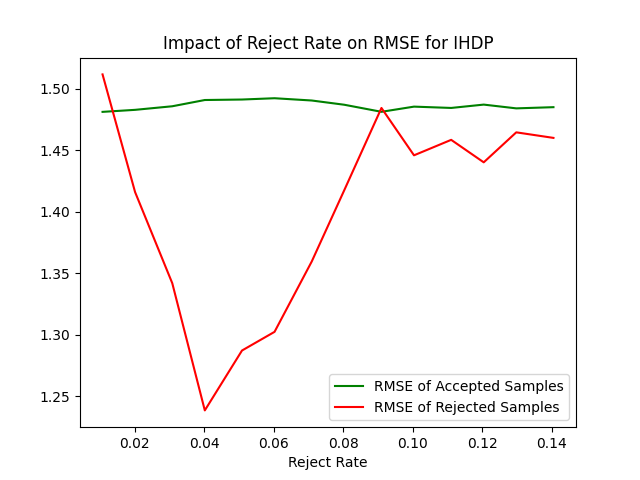 Impact of Reject Rate on RMSE for IHDP
1.50
1.45
1.40
1.35
1.30
1.25
RMSE of Accepted Samples
RMSE of Rejected Samples
0.02 0.04 0.06 0.08 0.10 0.12 0.14
Reject Rate